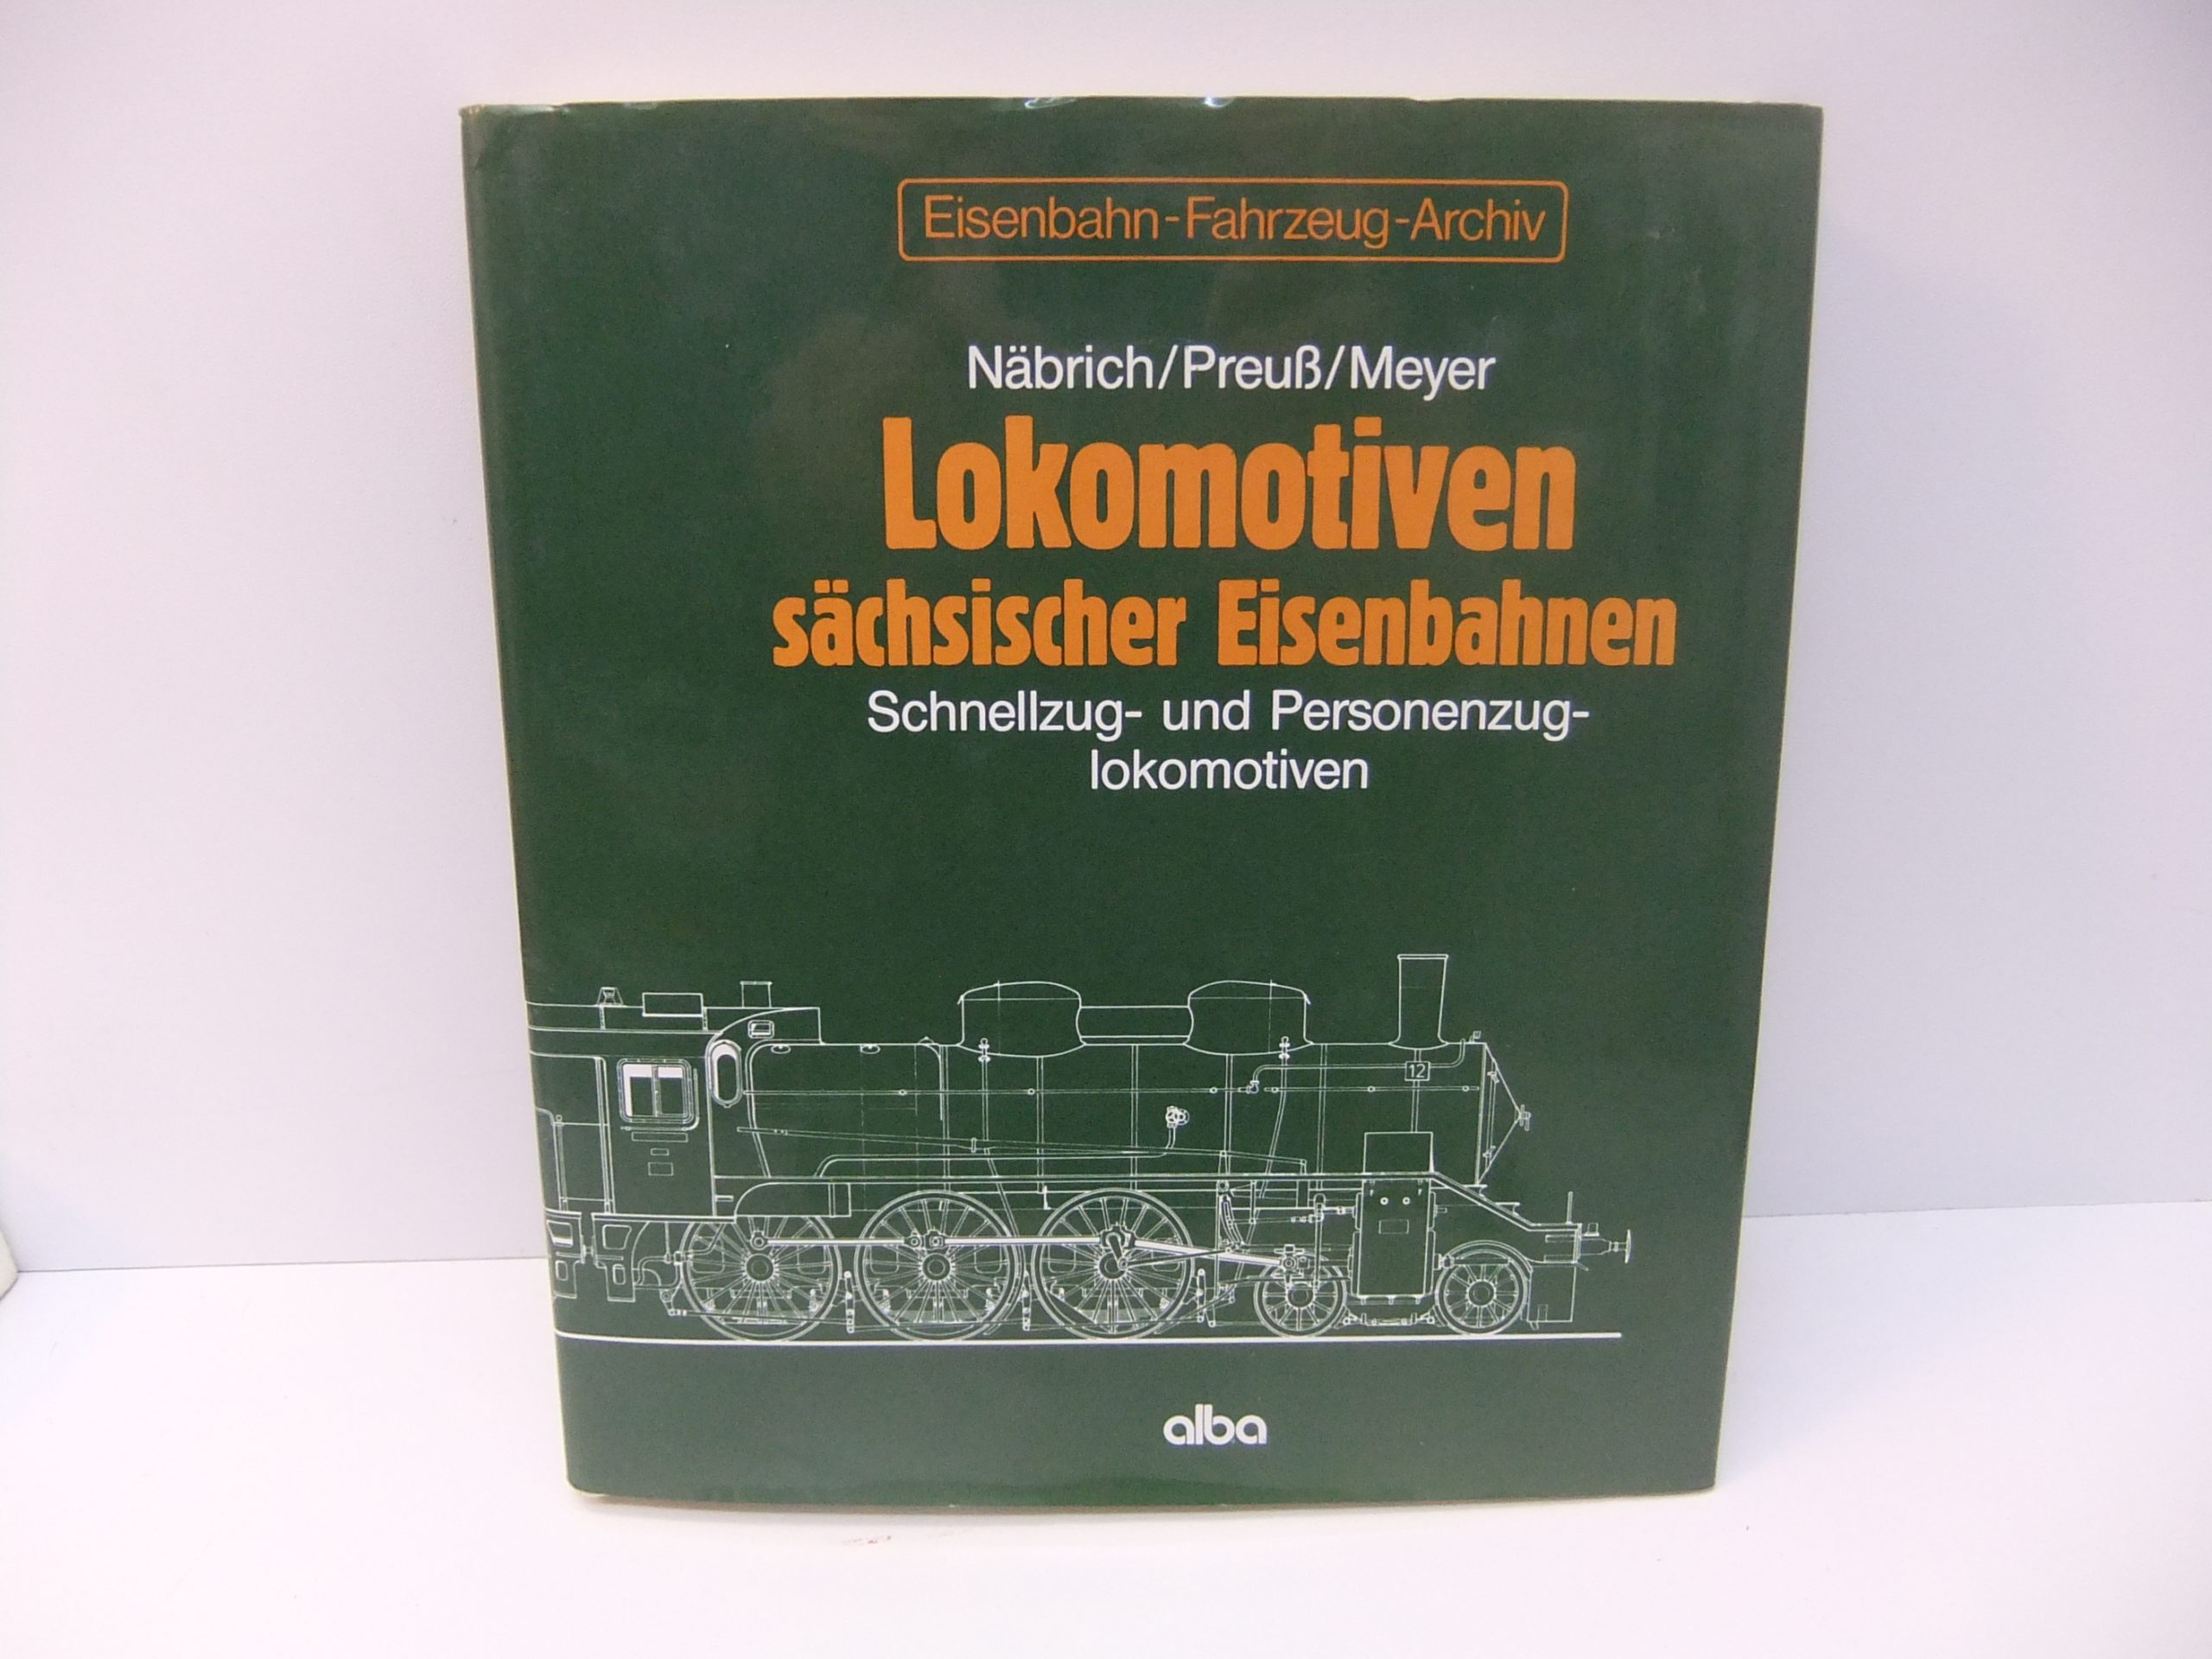 Eisenbahn-Fahrzeug-Archiv
Näbrich/Preuß/Meyer
Lokomotiven
sächsischer Eisenbahnen
Schnellzug- und Personenzug-
lokomotiven
12
alba